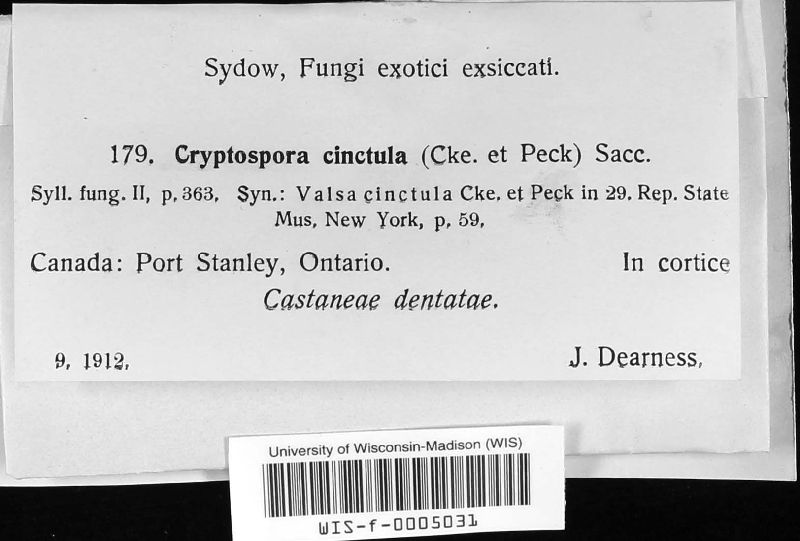 Sydow, Fungi exotici exsiccati.
179. Cryptospora cinctula (Cke. et Peck) Sacc.
Syll. fung. II, p. 363. Syn.: Valsa cinctula Cke. et Peck in 29. Rep. State
Mus. New York, p. 59.
Canada: Port Stanley, Ontario. In cortice
Castaneae dentatae.
9. 1912. J. Dearness.
University of Wisconsin-Madison (WIS)
WIS-f-0005031